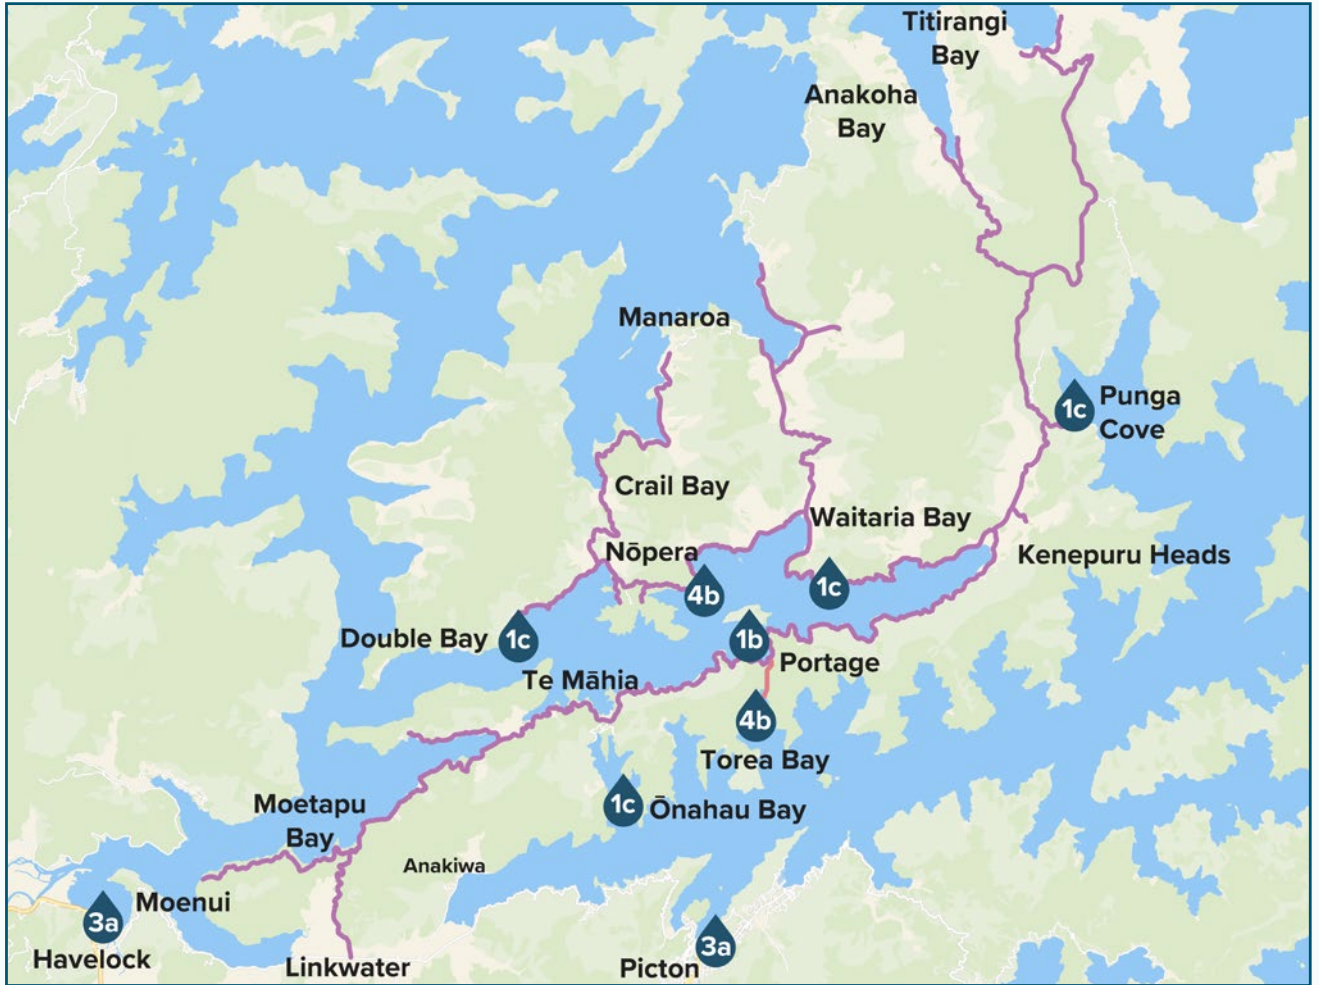 Titirangi
Bay
Anakoha
Bay
Manaroa
1c
Punga
Cove
Crail Bay
Waitaria Bay
Nōpera
Kenepuru Heads
4b
1c
Double Bay
1c
1b
Portage
Te Māhia
4b
Torea Bay
1c
Ōnahau Bay
Moetapu
Bay
Anakiwa
Moenui
3a
Havelock
Linkwater
3a
Picton